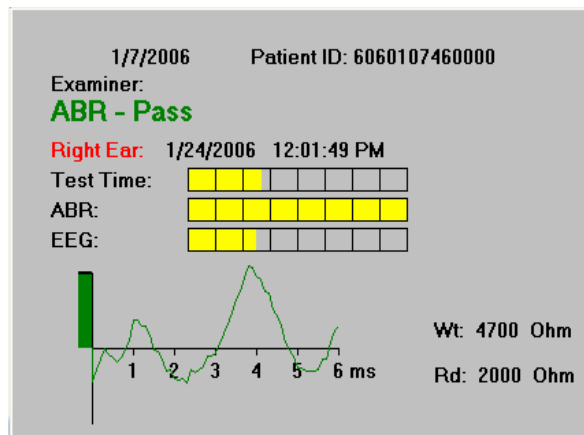 1/7/2006 Patient ID: 6060107460000
Examiner:
ABR - Pass
Right Ear: 1/24/2006 12:01:49 PM
Test Time:
ABR:
EEG:
Wt: 4700 Ohm
1 2 3 4 5 6 ms
Rd: 2000 Ohm